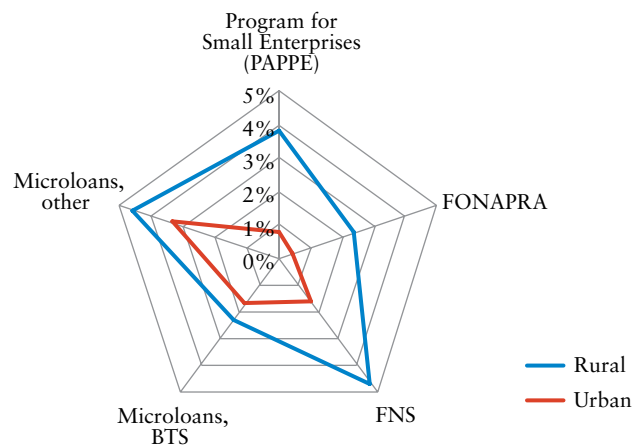 Program for
Small Enterprises
(PAPPE)
5%
4%
3%
2%
1%
0%
Microloans,
other
FONAPRA
Microloans,
BTS
FNS
Rural
Urban